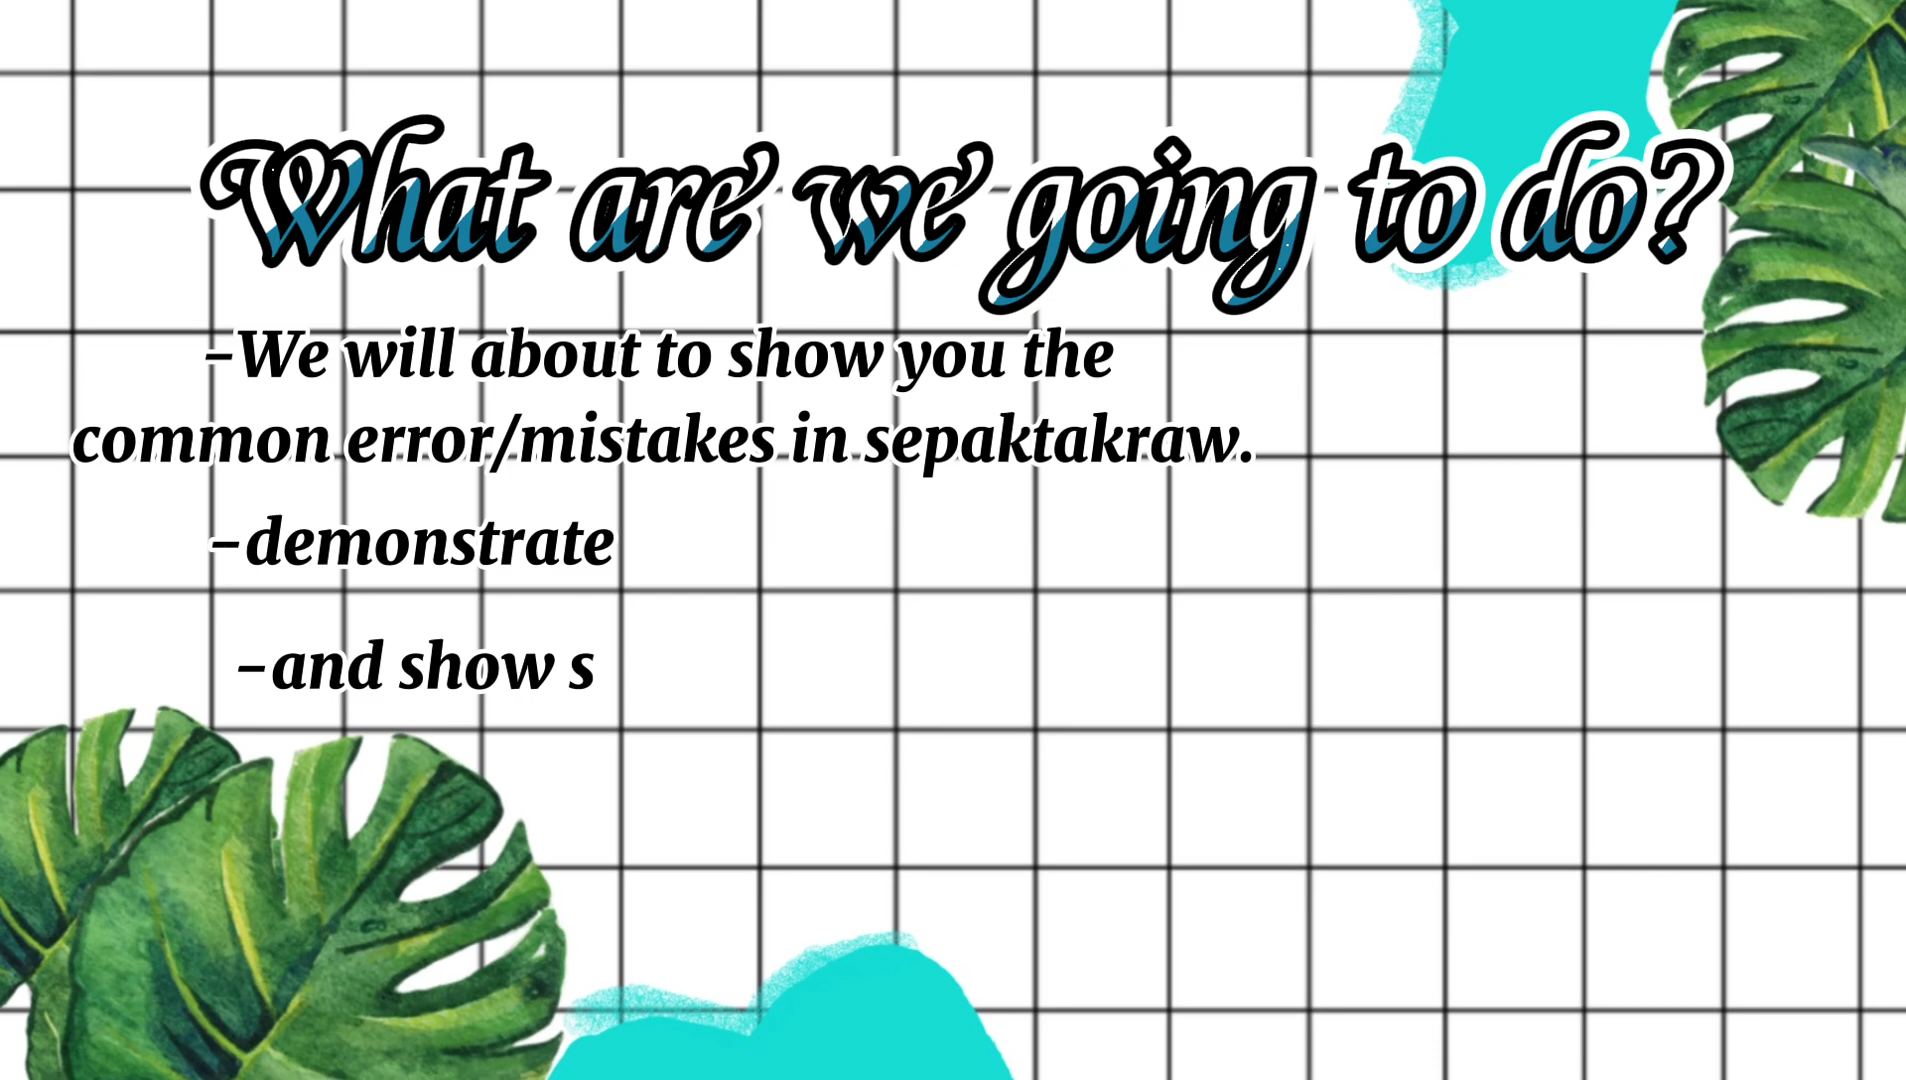 What are we going to do?
-We will about to show you the
common error/mistakes in sepaktakraw.
-demonstrate
-and show s